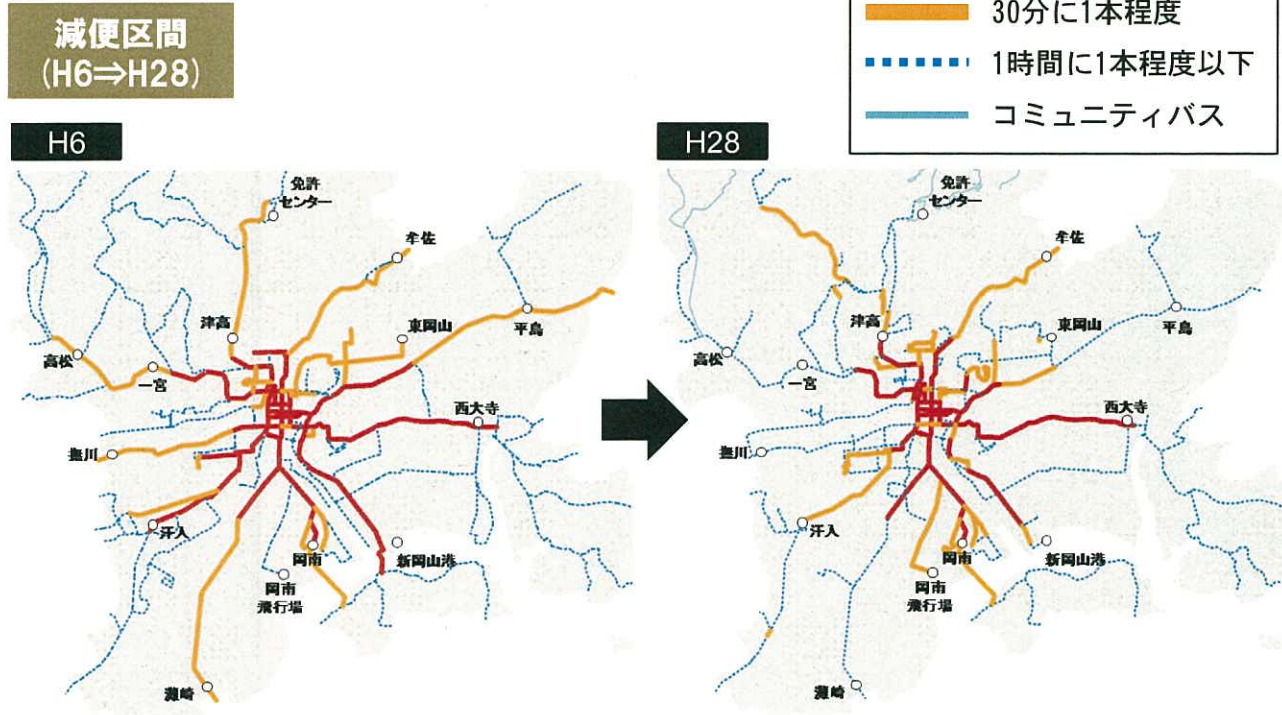 減便区間
(H6⇒H28)
30分に1本程度
1時間に1本程度以下
コミュニティバス
H6
免許
センター
牟佐
津高
東岡山
平島
高松
一宮
西大寺
撫川
汗入
岡南
新岡山港
岡南
飛行場
灘崎
H28
免許
センター
牟佐
津高
東岡山
平島
高松
一宮
西大寺
撫川
汗入
岡南
新岡山港
岡南
飛行場
灘崎